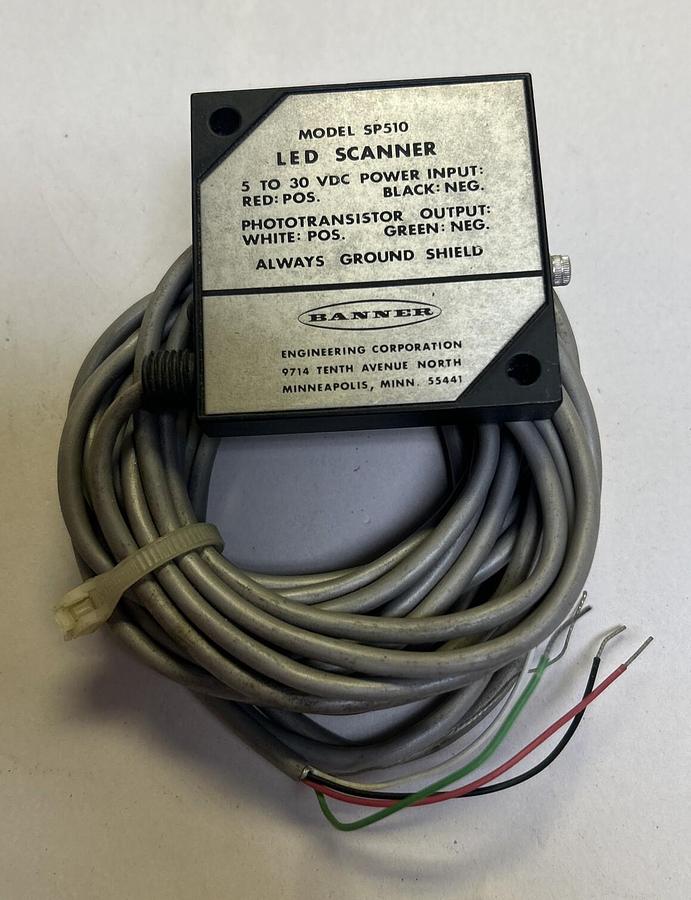 MODEL SP510
LED SCANNER
5 TO 30 VDC POWER INPUT:
RED: POS. BLACK: NEG.
PHOTOTRANSISTOR OUTPUT:
WHITE: POS. GREEN: NEG.
ALWAYS GROUND SHIELD
BANNER
ENGINEERING CORPORATION
9714 TENTH AVENUE NORTH
MINNEAPOLIS, MINN. 55441